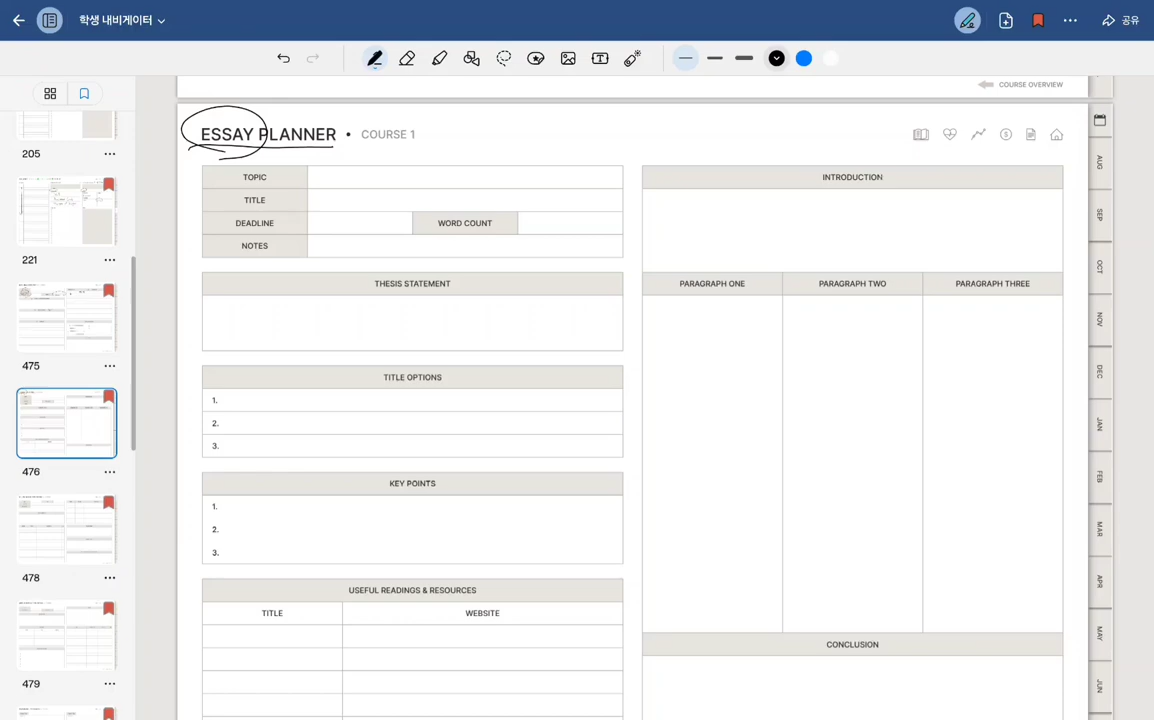 학생 내비게이터
공유
205
221
475
476
478
479
COURSE OVERVIEW
ESSAY PLANNER • COURSE 1
TOPIC
TITLE
DEADLINE WORD COUNT
NOTES
THESIS STATEMENT
TITLE OPTIONS
1.
2.
3.
KEY POINTS
1.
2.
3.
USEFUL READINGS & RESOURCES
TITLE WEBSITE
INTRODUCTION
PARAGRAPH ONE PARAGRAPH TWO PARAGRAPH THREE
CONCLUSION
AUG
SEP
OCT
NOV
DEC
JAN
FEB
MAR
APR
MAY
JUN